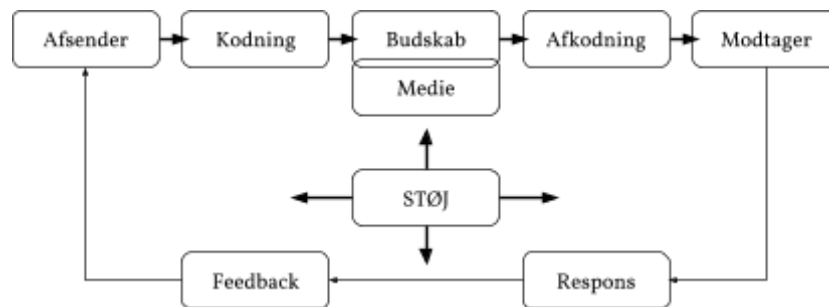 Afsender
Kodning
Budskab
Afkodning
Modtager
Medie
STØJ
Feedback
Respons